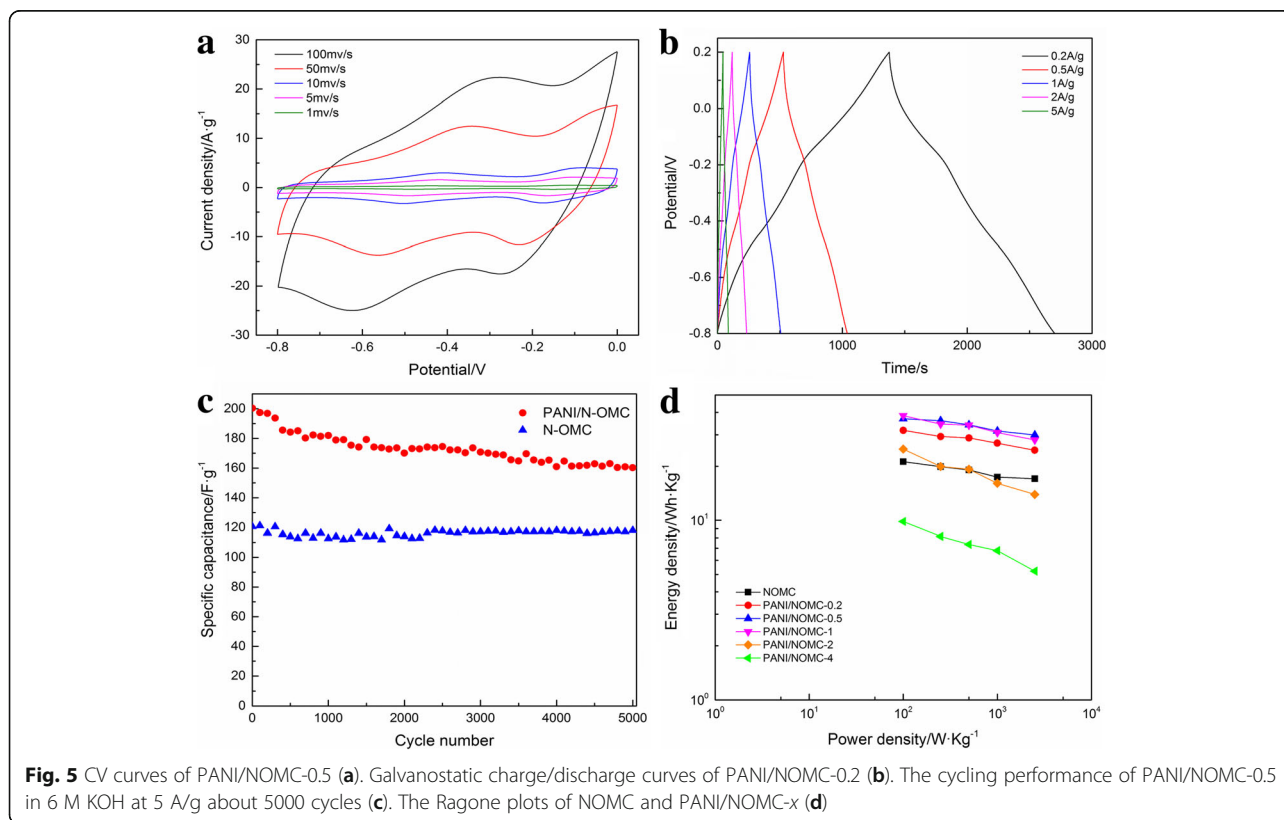 a
30
20
10
0
-10
-20
-30
Current density/A·g⁻¹
100mv/s
50mv/s
10mv/s
5mv/s
1mv/s
-0.8
-0.6
-0.4
-0.2
0.0
Potential/V
b
0.2
0.0
-0.2
-0.4
-0.6
-0.8
Potential/V
0.2A/g
0.5A/g
1A/g
2A/g
5A/g
0
1000
2000
3000
Time/s
c
200
180
160
140
120
100
80
60
40
20
0
Specific capacitance/F·g⁻¹
PANI/N-OMC
N-OMC
0
1000
2000
3000
4000
5000
Cycle number
d
10¹
10⁰
Energy density/Wh·Kg⁻¹
NOMC
PANI/NOMC-0.2
PANI/NOMC-0.5
PANI/NOMC-1
PANI/NOMC-2
PANI/NOMC-4
10⁰
10¹
10²
10³
10⁴
Power density/W·Kg⁻¹
Fig. 5 CV curves of PANI/NOMC-0.5 (a). Galvanostatic charge/discharge curves of PANI/NOMC-0.2 (b). The cycling performance of PANI/NOMC-0.5
in 6 M KOH at 5 A/g about 5000 cycles (c). The Ragone plots of NOMC and PANI/NOMC-x (d)